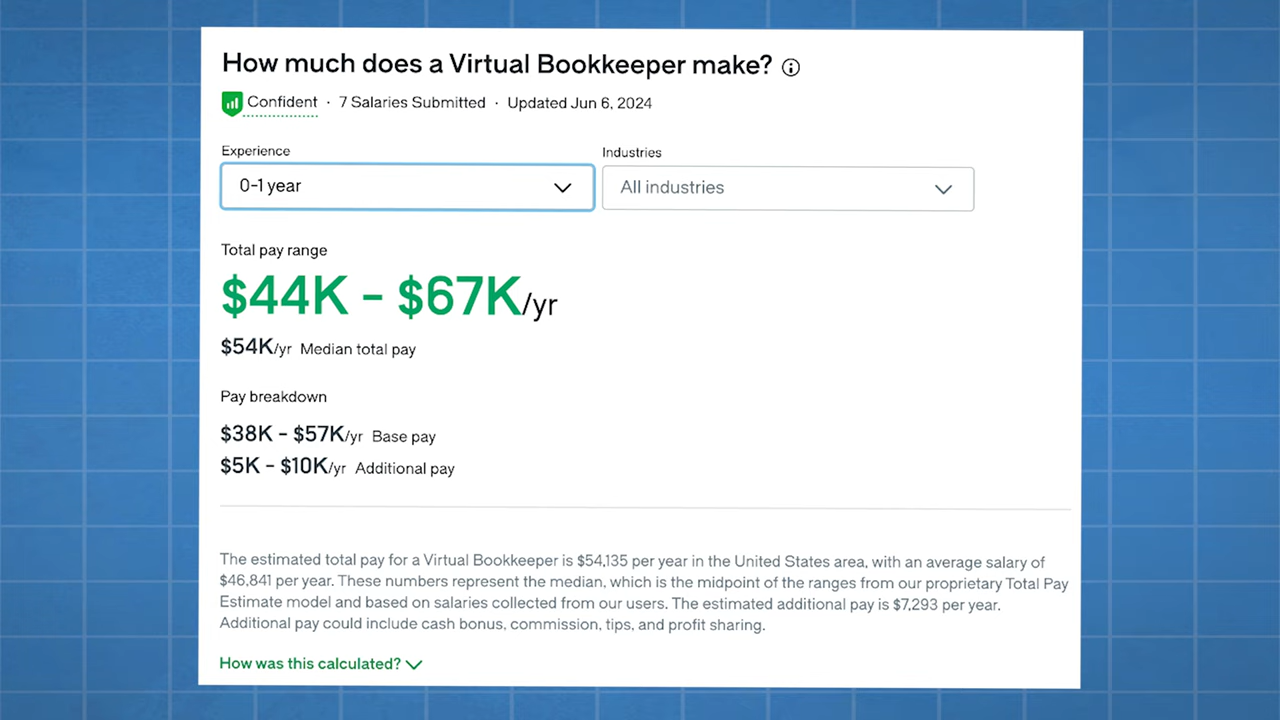 How much does a Virtual Bookkeeper make?
Confident · 7 Salaries Submitted · Updated Jun 6, 2024
Experience
Industries
0-1 year
All industries
Total pay range
$44K - $67K/yr
$54K/yr Median total pay
Pay breakdown
$38K - $57K/yr Base pay
$5K - $10K/yr Additional pay
The estimated total pay for a Virtual Bookkeeper is $54,135 per year in the United States area, with an average salary of
$46,841 per year. These numbers represent the median, which is the midpoint of the ranges from our proprietary Total Pay
Estimate model and based on salaries collected from our users. The estimated additional pay is $7,293 per year.
Additional pay could include cash bonus, commission, tips, and profit sharing.
How was this calculated?